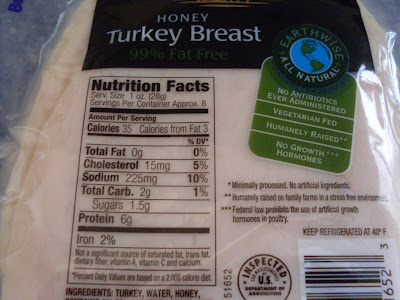 HONEY
Turkey Breast
99% Fat Free
EARTHWISE
ALL NATURAL
NO ANTIBIOTICS
EVER ADMINISTERED
VEGETARIAN FED
HUMANELY RAISED**
NO GROWTH***
HORMONES
Nutrition Facts
Serv. Size 1 oz. (28g)
Servings Per Container Approx. 8
Amount Per Serving
Calories 35 Calories from Fat 3
% DV*
Total Fat 0g 0%
Cholesterol 15mg 5%
Sodium 225mg 10%
Total Carb. 2g 1%
Sugars 1.5g
Protein 6g
Iron 2%
Not a significant source of saturated fat, trans fat,
dietary fiber, vitamin A, vitamin C and calcium.
*Percent Daily Values are based on a 2,000 calorie diet.
INGREDIENTS: TURKEY, WATER, HONEY,
*Minimally processed. No artificial ingredients.
**Humanely raised on family farms in a stress free environment.
***Federal law prohibits the use of artificial growth
hormones in poultry.
KEEP REFRIGERATED AT 40°F
INSPECTED
U.S.
DEPARTMENT OF
AGRICULTURE
51652
1652
3